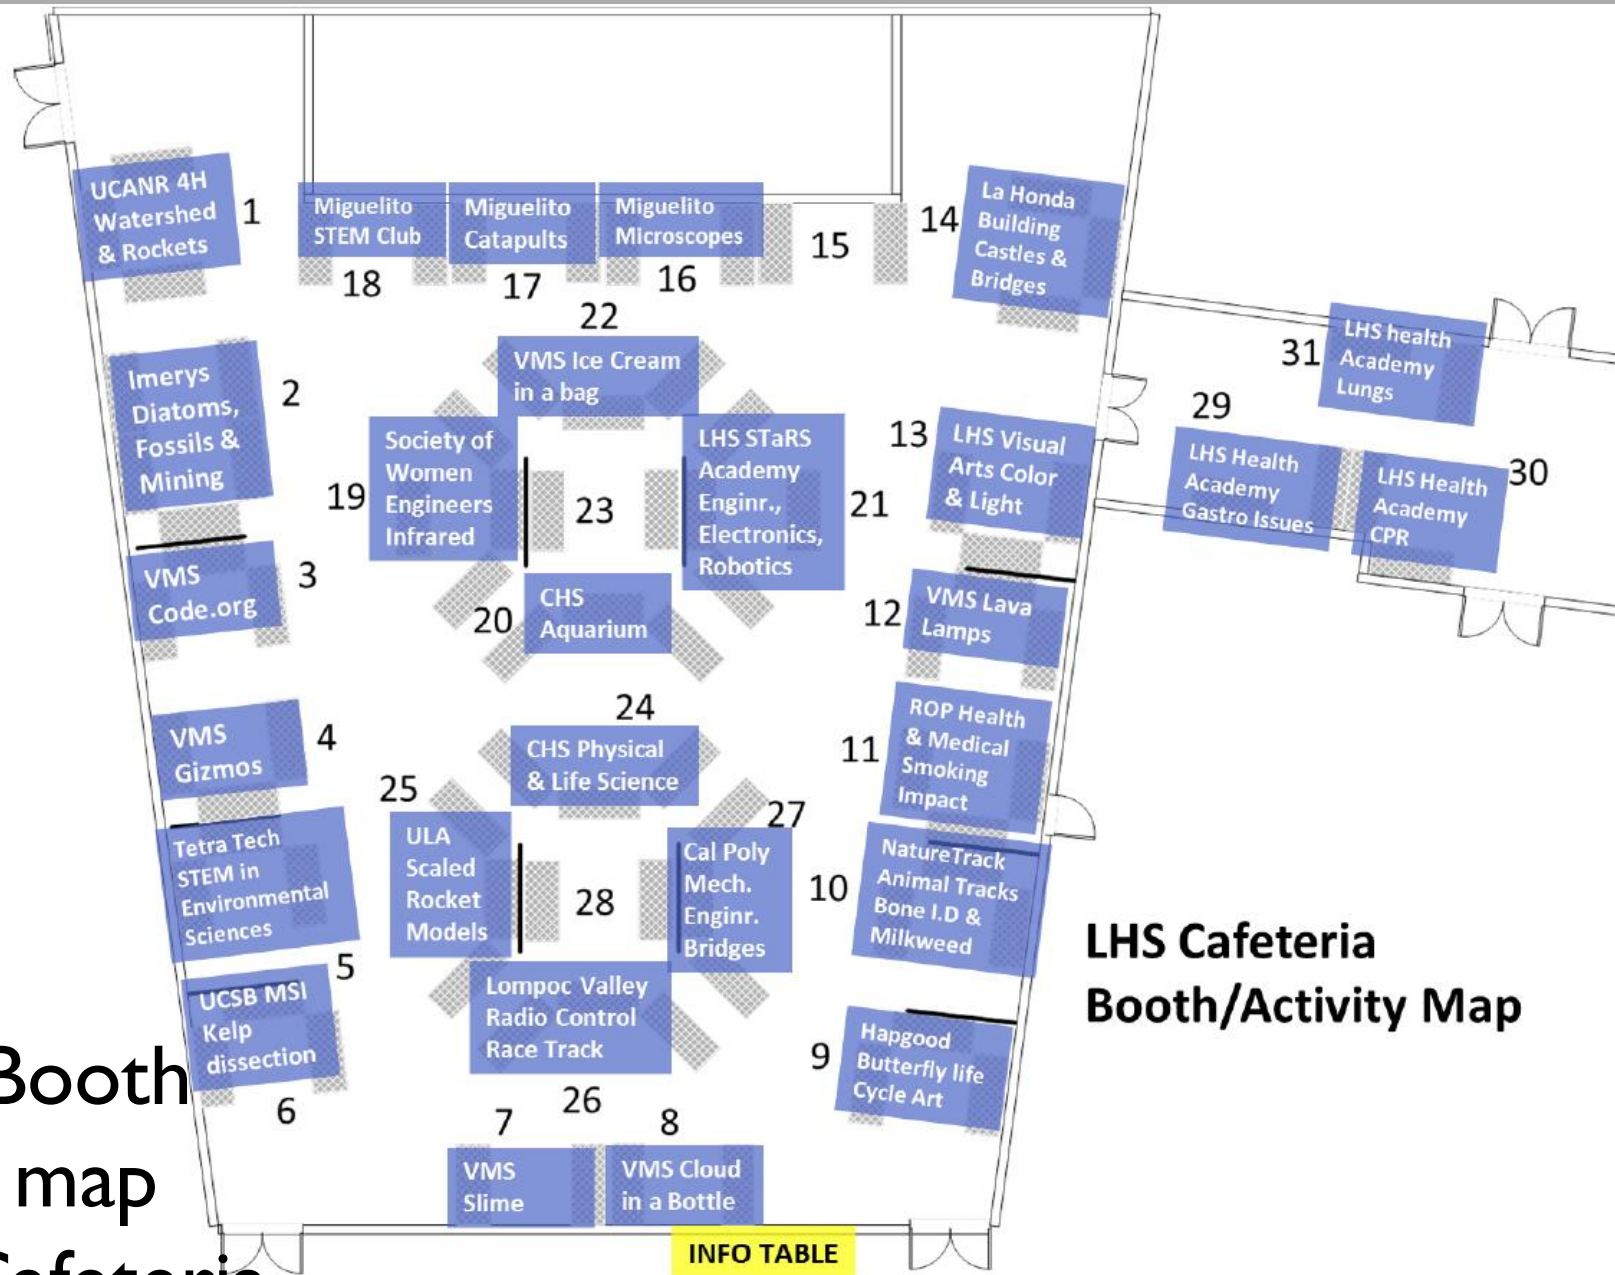 UCANR 4H
Watershed
& Rockets
1
Miguelito
STEM Club
18
Miguelito
Catapults
17
Miguelito
Microscopes
16
15
14
La Honda
Building
Castles &
Bridges
22
VMS Ice Cream
in a bag
Imerys
Diatoms,
Fossils &
Mining
2
Society of
Women
Engineers
Infrared
19
23
LHS STaRS
Academy
Enginr.,
Electronics,
Robotics
21
13
LHS Visual
Arts Color
& Light
31
LHS health
Academy
Lungs
29
LHS Health
Academy
Gastro Issues
LHS Health
Academy
CPR
30
VMS
Code.org
3
20
CHS
Aquarium
12
VMS Lava
Lamps
VMS
Gizmos
4
24
CHS Physical
& Life Science
11
ROP Health
& Medical
Smoking
Impact
25
ULA
Scaled
Rocket
Models
28
27
Cal Poly
Mech.
Enginr.
Bridges
Tetra Tech
STEM in
Environmental
Sciences
5
10
NatureTrack
Animal Tracks
Bone I.D &
Milkweed
Lompoc Valley
Radio Control
Race Track
26
UCSB MSI
Kelp
dissection
6
9
Hapgood
Butterfly life
Cycle Art
7
VMS
Slime
8
VMS Cloud
in a Bottle
INFO TABLE
LHS Cafeteria
Booth/Activity Map
Booth
map
Cafeteria